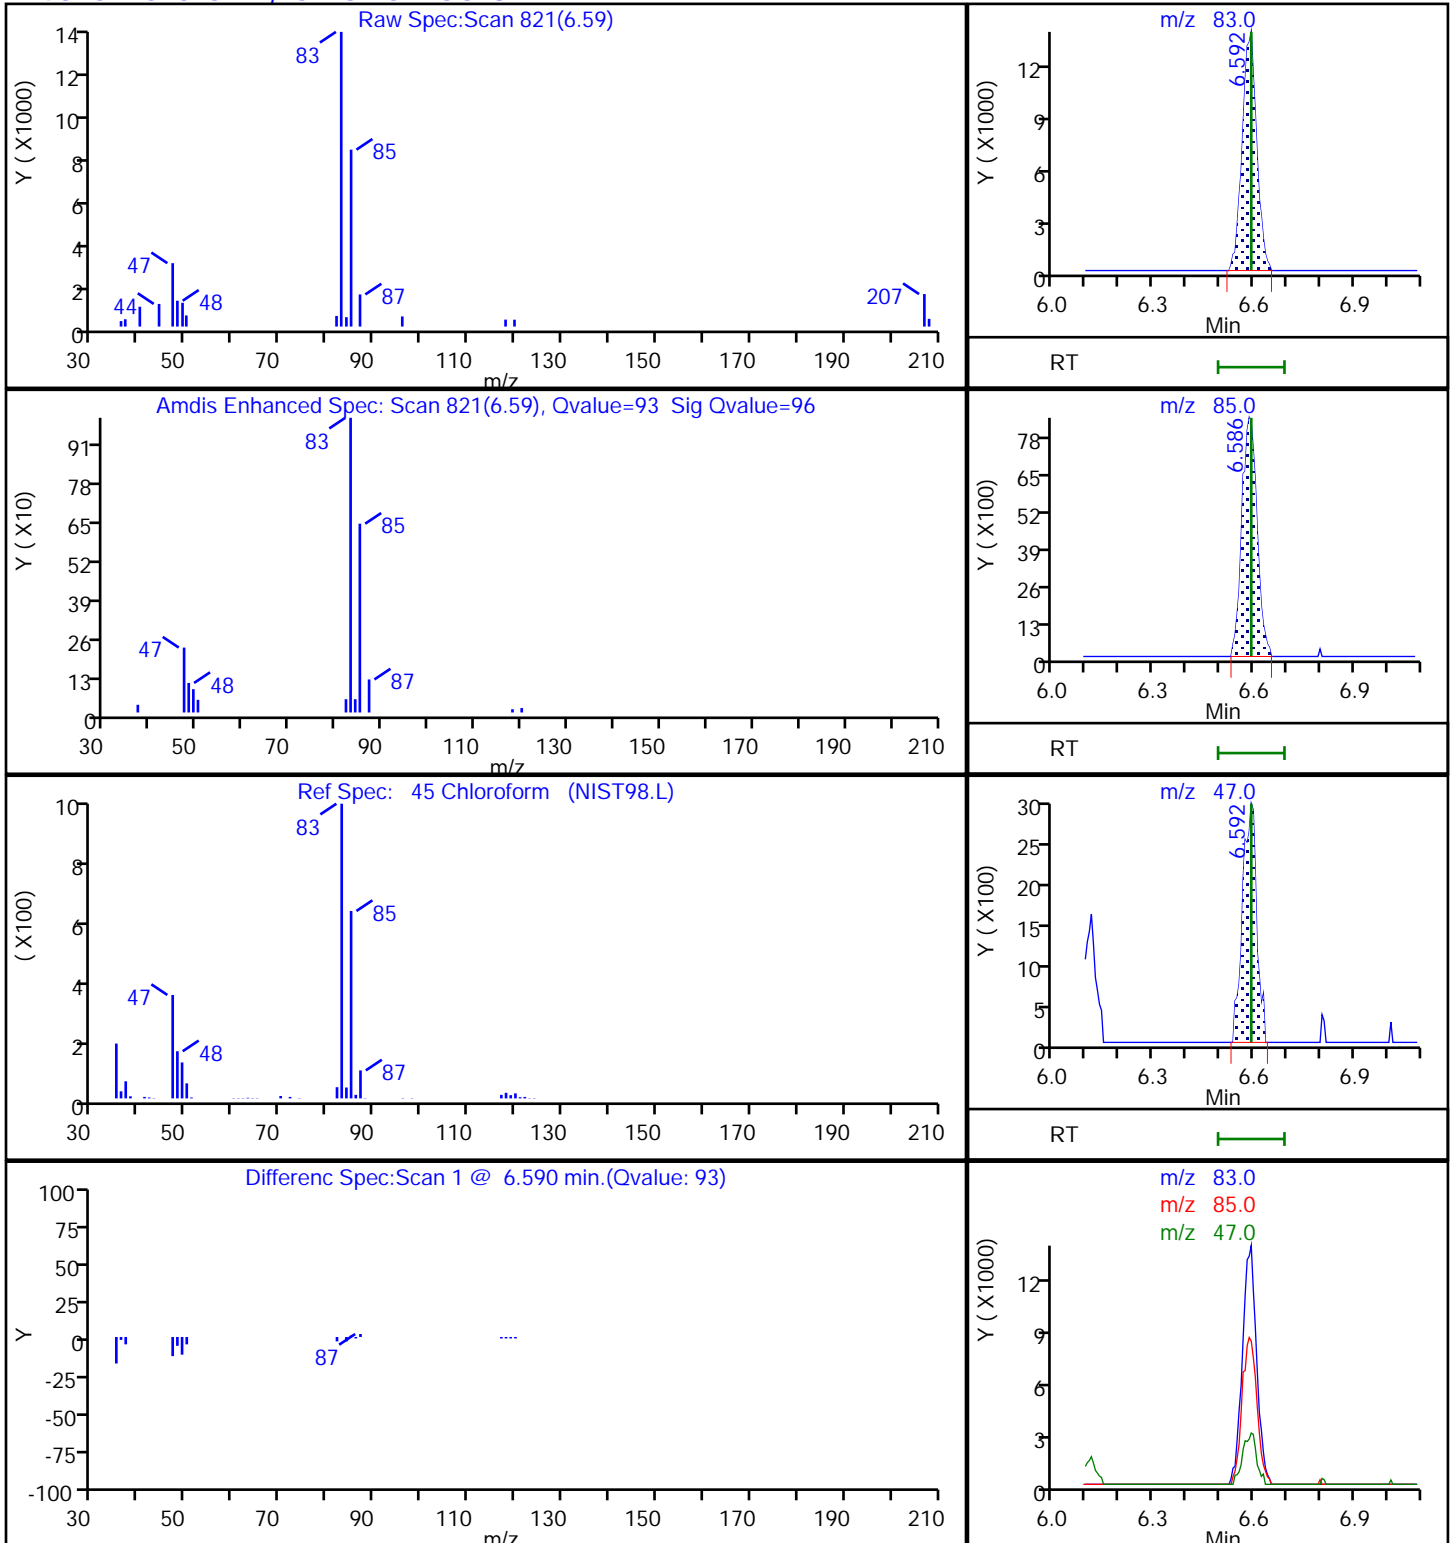 Raw Spec:Scan 821(6.59)
Y ( X1000)
14
12
10
8
6
4
2
0
83
85
47
44
48
87
207
30 50 70 90 110 130 150 170 190 210
m/z
m/z 83.0
Y ( X1000)
12
9
6
3
0
6.592
6.0 6.3 6.6 6.9
Min
RT
Amdis Enhanced Spec: Scan 821(6.59), Qvalue=93 Sig Qvalue=96
Y ( X10)
91
78
65
52
39
26
13
0
83
85
47
48
87
30 50 70 90 110 130 150 170 190 210
m/z
m/z 85.0
Y ( X100)
78
65
52
39
26
13
0
6.586
6.0 6.3 6.6 6.9
Min
RT
Ref Spec: 45 Chloroform (NIST98.L)
( X100)
10
8
6
4
2
0
83
85
47
48
87
30 50 70 90 110 130 150 170 190 210
m/z 47.0
Y ( X100)
30
25
20
15
10
5
0
6.592
6.0 6.3 6.6 6.9
Min
RT
Differenc Spec:Scan 1 @ 6.590 min.(Qvalue: 93)
Y
100
75
50
25
0
-25
-50
-75
-100
87
30 50 70 90 110 130 150 170 190 210
m/z
m/z 83.0
m/z 85.0
m/z 47.0
Y ( X1000)
12
9
6
3
0
6.0 6.3 6.6 6.9
Min